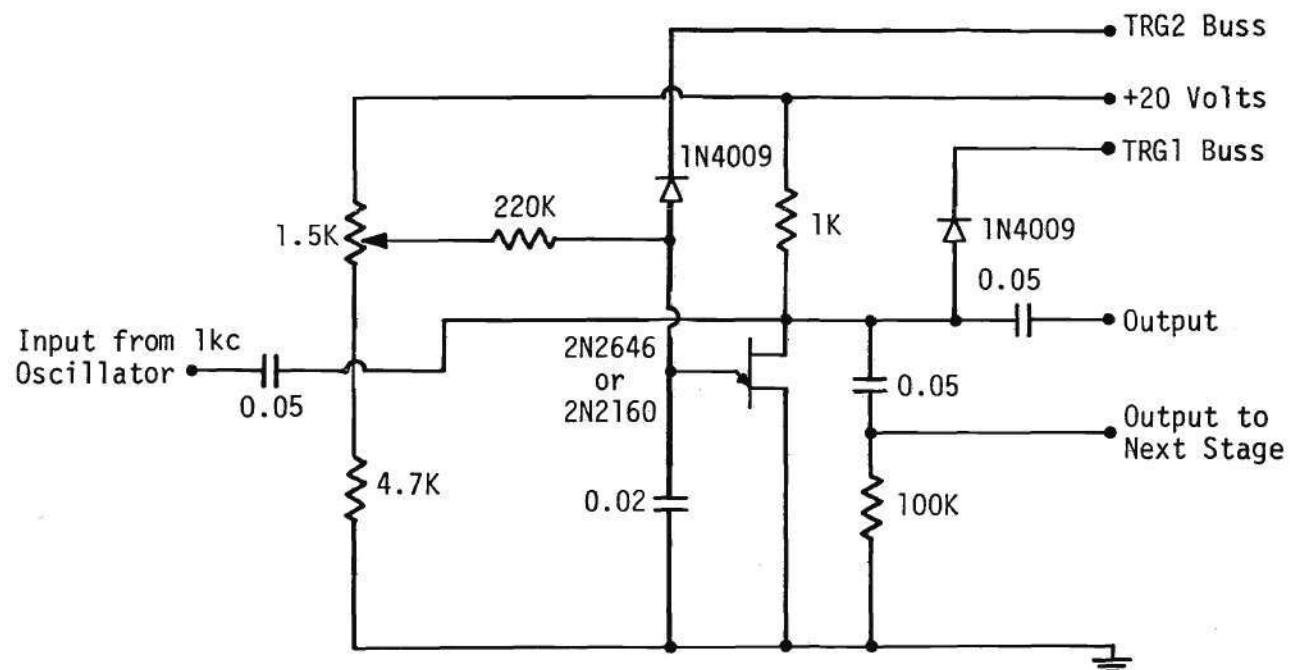 TRG2 Buss
+20 Volts
TRG1 Buss
1N4009
220K
1.5K
1K
1N4009
0.05
Output
Input from 1kc
Oscillator
0.05
2N2646
or
2N2160
0.05
Output to
Next Stage
4.7K
0.02
100K